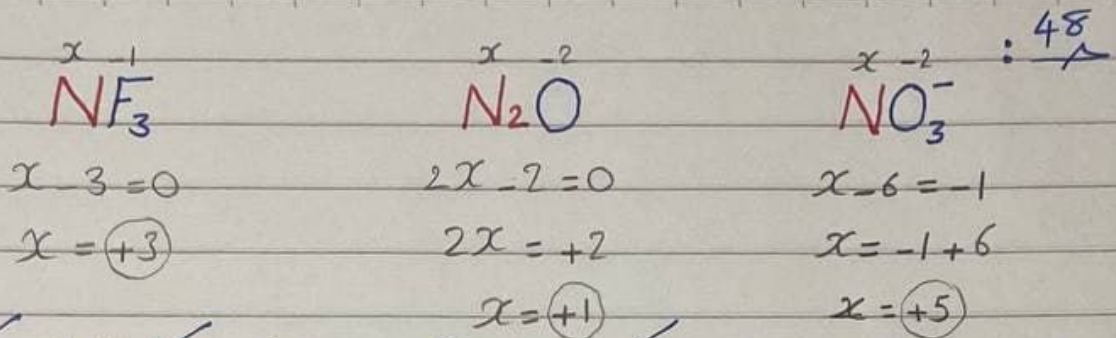 x -1 x -2 x -2 : 48
NF₃ N₂O NO₃⁻
x - 3 = 0 2x - 2 = 0 x - 6 = -1
x = +3 2x = +2 x = -1 + 6
x = +1 x = +5